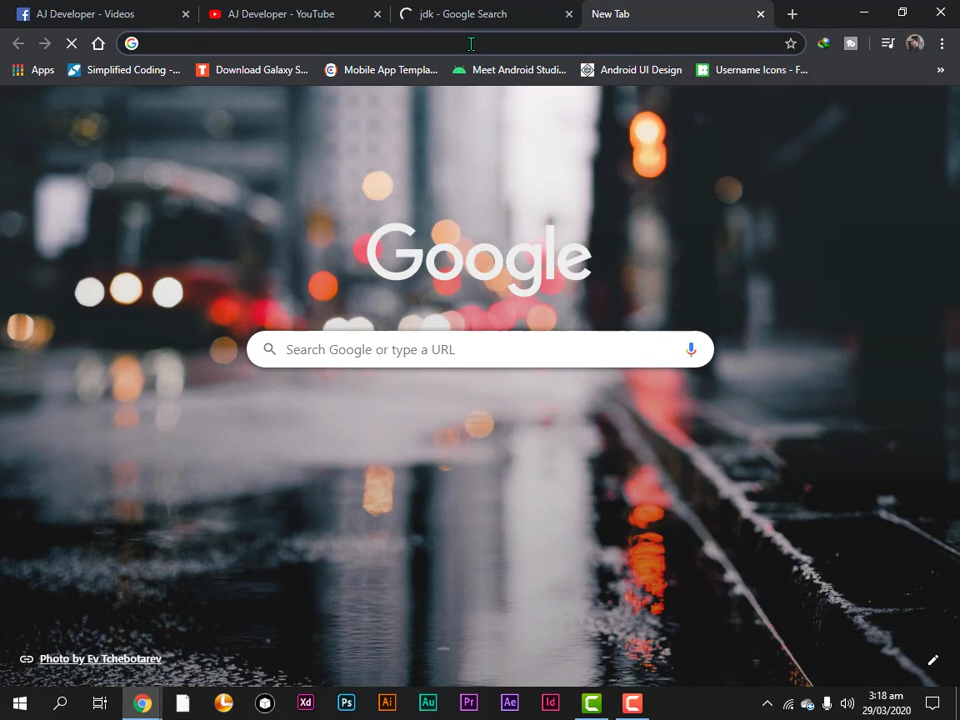 AJ Developer - Videos
AJ Developer - YouTube
jdk - Google Search
New Tab
Apps
Simplified Coding -...
Download Galaxy S...
Mobile App Templa...
Meet Android Studi...
Android UI Design
Username Icons - F...
»
Google
Search Google or type a URL
Photo by Ev Tchebotarev
Xd
Ps
Ai
Au
Pr
Ae
Id
3:18 am
29/03/2020